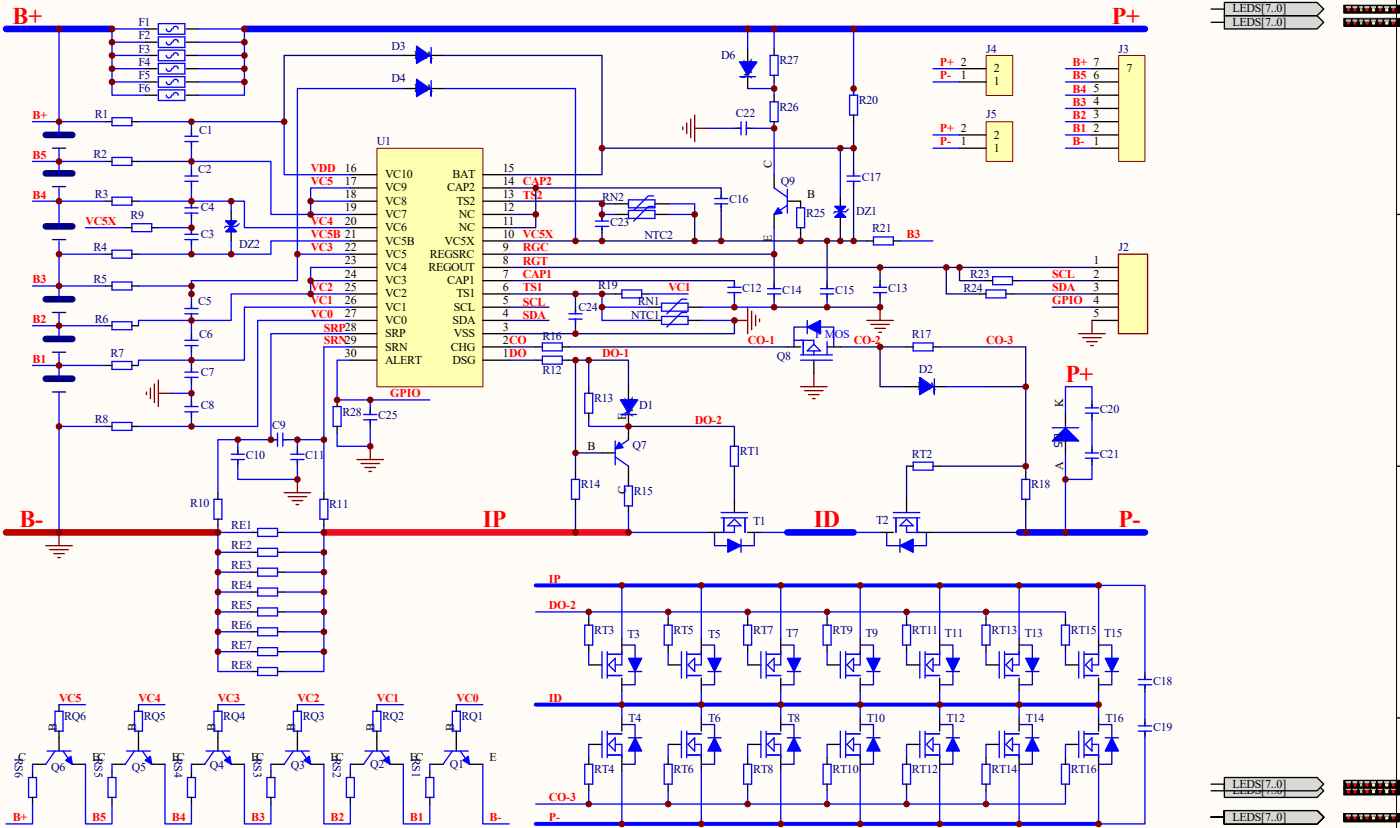 B+
P+
LEDS[7..0]
LEDS[7..0]
F1
F2
F3
F4
F5
F6
D3
D4
D6
R27
R26
C22
R20
J4
P+ 2 2
P- 1 1
J5
P+ 2 2
P- 1 1
J3
B+ 7 7
B5 6
B4 5
B3 4
B2 3
B1 2
B- 1
B+
R1
C1
B5
R2
C2
B4
R3
C4
VC5X
R9
C3
DZ2
R4
B3
R5
C5
B2
R6
C6
B1
R7
C7
C8
R8
U1
VDD 16 VC10
VC5 17 VC9
18 VC8
19 VC7
VC4 20 VC6
VC5B 21 VC5B
VC3 22 VC5
23 VC4
24 VC3
VC2 25 VC2
VC1 26 VC1
VC0 27 VC0
SRP 28 SRP
SRN 29 SRN
30 ALERT
BAT 15
CAP2 14 CAP2
TS2 13 TS2
NC 12
NC 11
VC5X 10 VC5X
REGSRC 9 RGC
REGOUT 8 RGT
CAP1 7 CAP1
TS1 6 TS1
SCL 5 SCL
SDA 4 SDA
VSS 3
CHG 2 CO
DSG 1 DO
RN2
C23
NTC2
C16
C
Q9
B
R25
E
C17
DZ1
R21
B3
R19
VC1
RN1
NTC1
C24
C12
C14
C15
C13
J2
1
R23
SCL 2
R24
SDA 3
GPIO 4
5
R16
R12
DO-1
CO-1
Q8
MOS
CO-2
R17
CO-3
D2
GPIO
R28
C25
R13
D1
E
DO-2
B
Q7
R14
C
R15
RT1
RT2
R18
P+
K
D5
A
C20
C21
C9
C10
C11
R10
R11
B-
IP
T1
ID
T2
P-
RE1
RE2
RE3
RE4
RE5
RE6
RE7
RE8
IP
DO-2
RT3
T3
RT5
T5
RT7
T7
RT9
T9
RT11
T11
RT13
T13
RT15
T15
C18
ID
T4
RT4
T6
RT6
T8
RT8
T10
RT10
T12
RT12
T14
RT14
T16
RT16
C19
CO-3
P-
VC5
VC4
VC3
VC2
VC1
VC0
RQ6
RQ5
RQ4
RQ3
RQ2
RQ1
B
B
B
B
B
B
C
E
C
E
C
E
C
E
C
E
C
E
Q6
Q5
Q4
Q3
Q2
Q1
RS6
RS5
RS4
RS3
RS2
RS1
B+
B5
B4
B3
B2
B1
B-
LEDS[7..0]
LEDS[7..0]
LEDS[7..0]